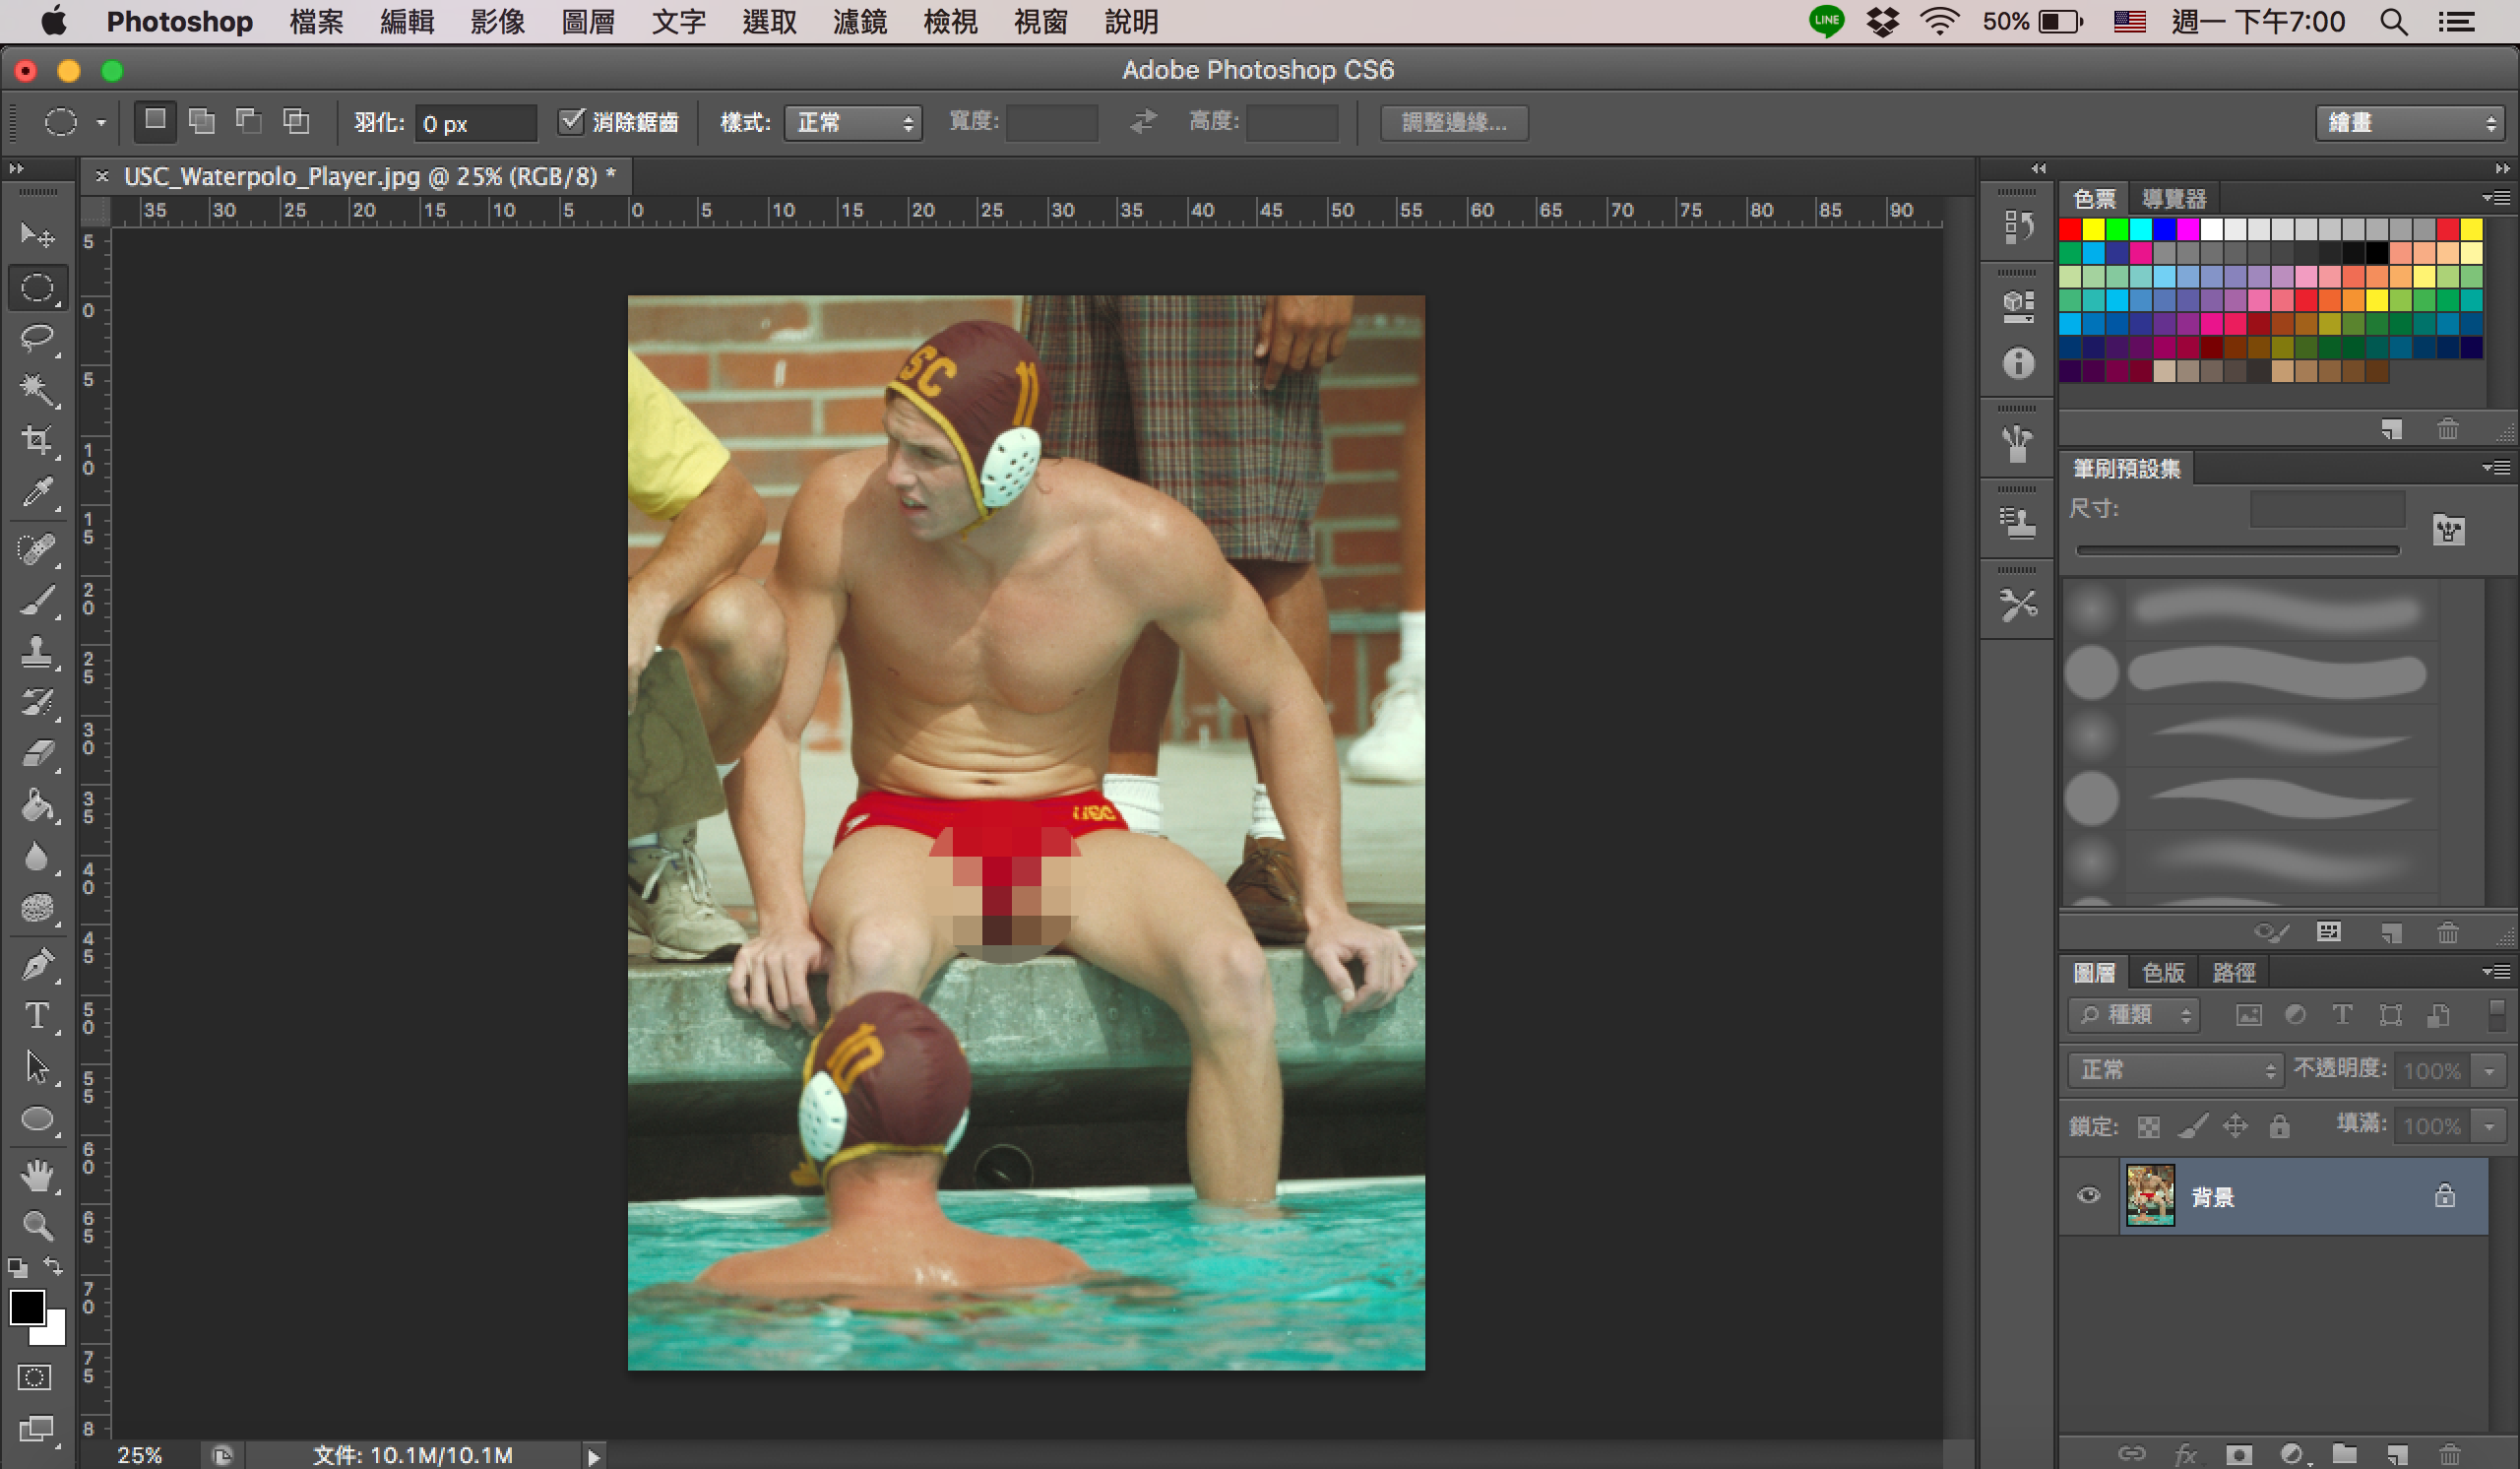 Photoshop 檔案 編輯 影像 圖層 文字 選取 濾鏡 檢視 視窗 說明 LINE 50% 週一 下午7:00
Adobe Photoshop CS6
羽化: 0 px 消除鋸齒 樣式: 正常 寬度: 高度: 調整邊緣... 繪畫
× USC_Waterpolo_Player.jpg @ 25% (RGB/8) *
35 30 25 20 15 10 5 0 5 10 15 20 25 30 35 40 45 50 55 60 65 70 75 80 85 90
5
0
5
10
15
20
25
30
35
40
45
50
55
60
65
70
75
8
SC 11
USC
10
色票 導覽器
筆刷預設集
尺寸:
圖層 色版 路徑
種類
正常 不透明度: 100%
鎖定: 填滿: 100%
背景
fx
25% 文件: 10.1M/10.1M